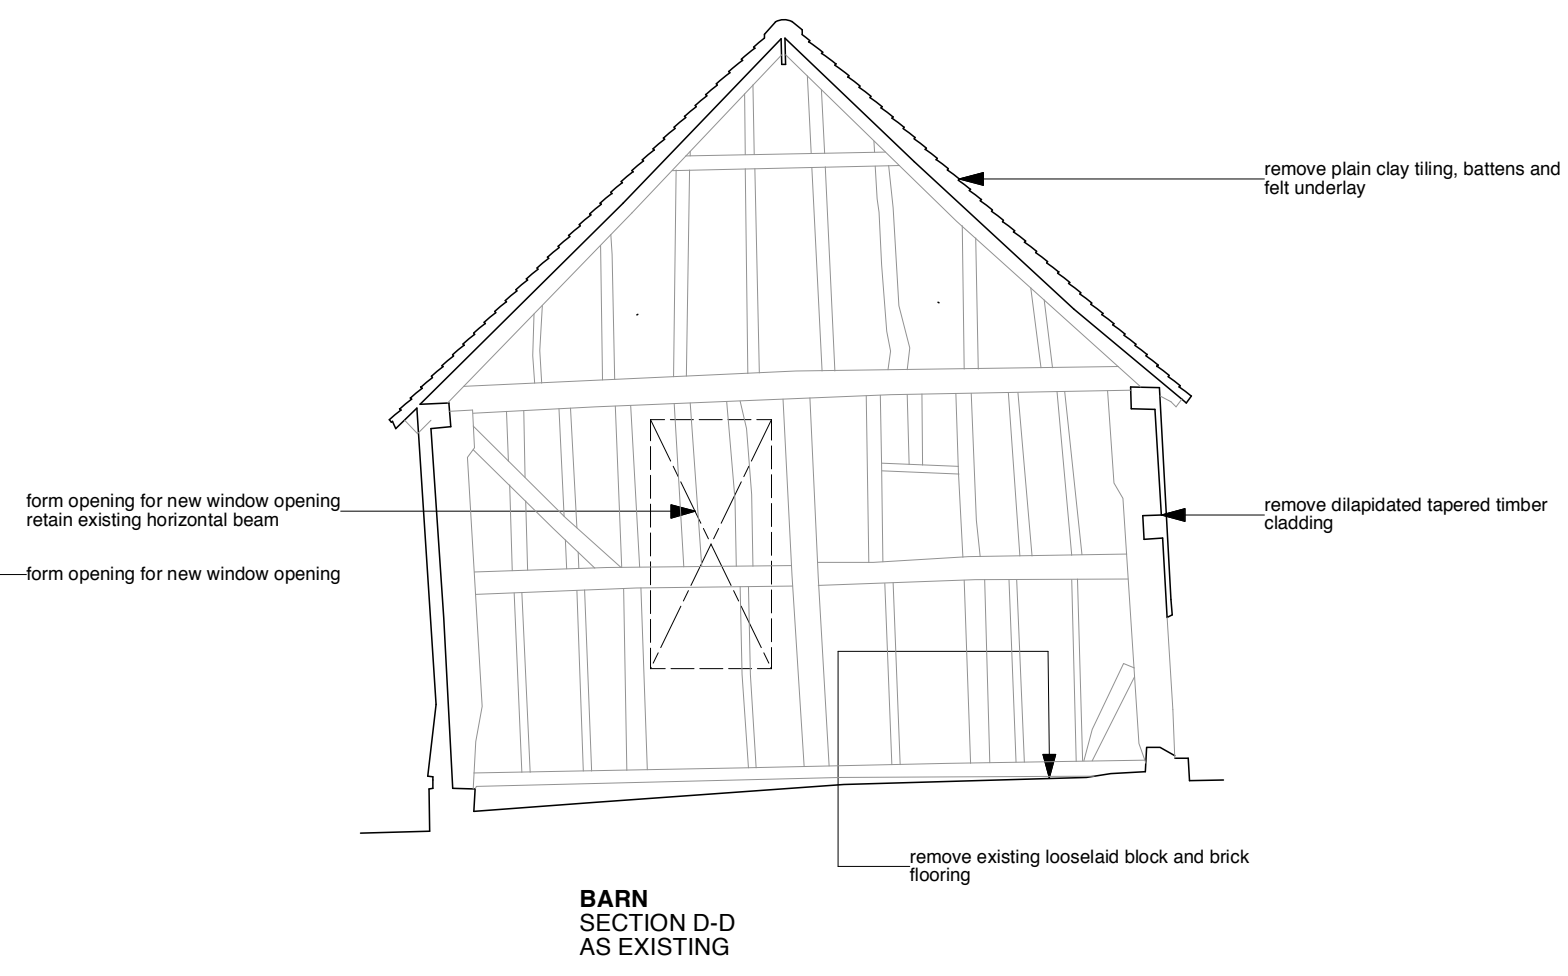 remove plain clay tiling, battens and
felt underlay
form opening for new window opening
retain existing horizontal beam
remove dilapidated tapered timber
cladding
form opening for new window opening
remove existing looselaid block and brick
flooring
BARN
SECTION D-D
AS EXISTING